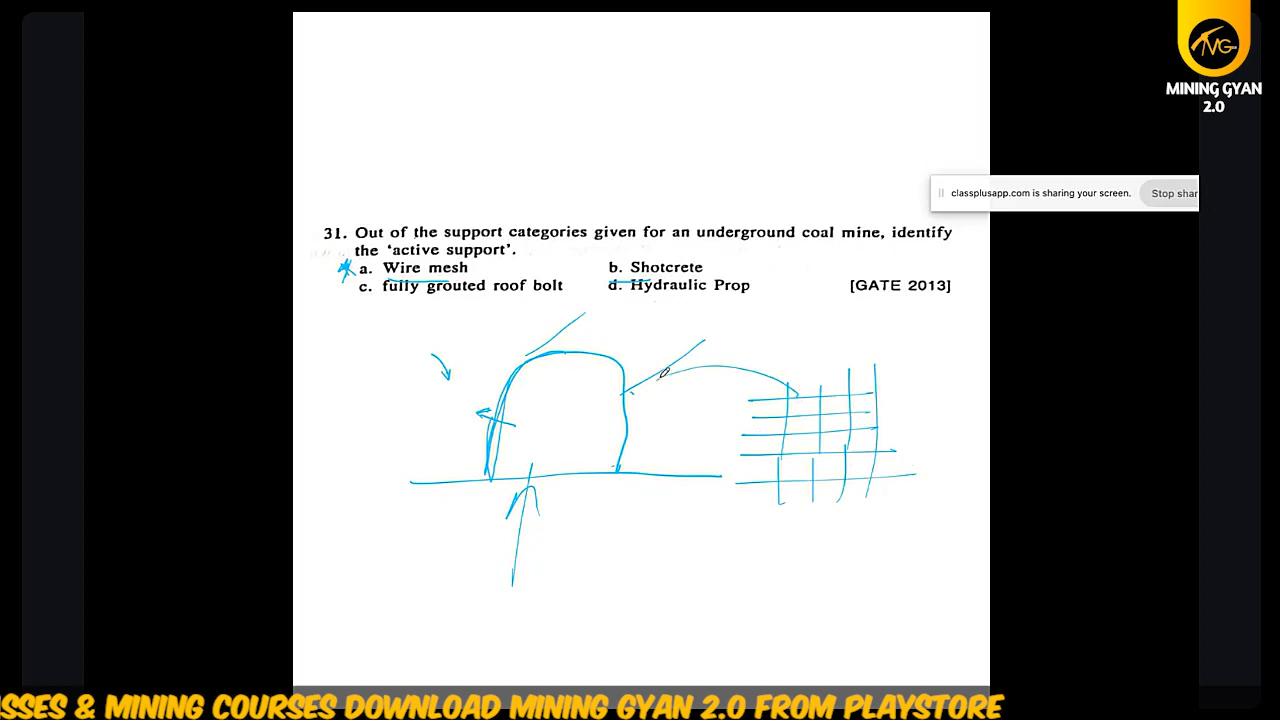 MINING GYAN
2.0
classplusapp.com is sharing your screen. Stop shar
31. Out of the support categories given for an underground coal mine, identify
the 'active support'.
a. Wire mesh b. Shotcrete
c. fully grouted roof bolt d. Hydraulic Prop [GATE 2013]
SSES & MINING COURSES DOWNLOAD MINING GYAN 2.0 FROM PLAYSTORE